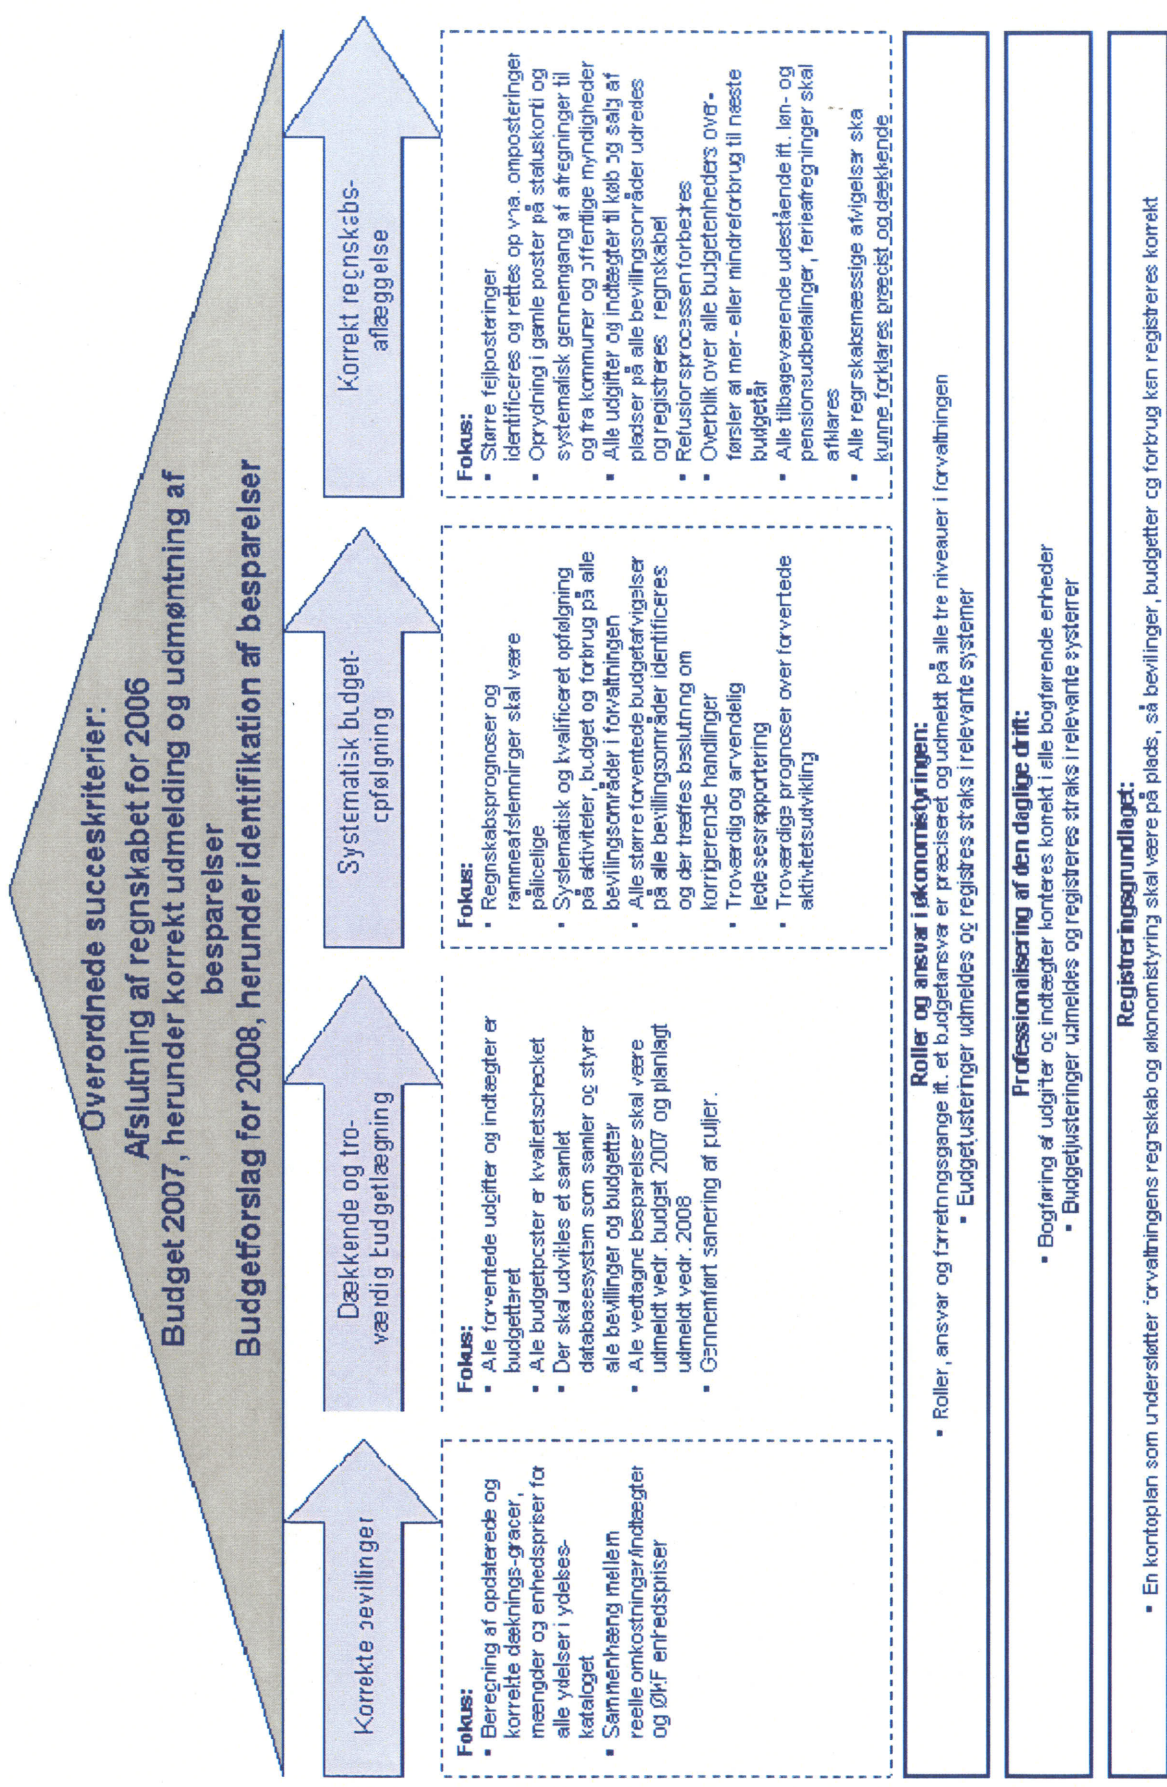 Overordnede succeskriterier:
Afslutning af regnskabet for 2006
Budget 2007, herunder korrekt udmelding og udmøntning af
besparelser
Budgetforslag for 2008, herunder identifikation af besparelser
Korrekte bevillinger
Dækkende og tro-
værdig budgetlægning
Systematisk budget-
opfølgning
Korrekt regnskabs-
aflæggelse
Fokus:
▪ Beregning af opdaterede og
korrekte dæknings-gracer,
mængder og enhedspriser for
alle ydelser i ydelses-
kataloget
▪ Sammenhæng mellem
reelle omkostninger/indtægter
og ØKF enhedspriser
Fokus:
▪ Alle forventede udgifter og indtægter er
budgetteret
▪ Alle budgetposter er kvalitetschecket
▪ Der skal udvikles et samlet
databasesystem som samler og styrer
alle bevillinger og budgetter
▪ Alle vedtagne besparelser skal være
udmeldt vedr. budget 2007 og planlagt
udmeldt vedr. 2008
▪ Gennemført sanering af puljer.
Fokus:
▪ Regnskabsprognoser og
rammeafstemninger skal være
pålicelige
▪ Systematisk og kvalificeret opfølgning
på aktiviteter, budget og forbrug på alle
bevillingsområder i forvaltningen
▪ Alle større forventede budgetafvigelser
på alle bevillingsområder identificeres
og der træffes beslutning om
korrigerende handlinger
▪ Troværdig og anvendelig
ledelsesrapportering
▪ Troværdige prognoser over forventede
aktivitetsudvikling
Fokus:
▪ Større fejlposteringer
identificeres og rettes op via. omposteringer
▪ Oprydning i gamle poster på statuskonti og
systematisk gennemgang af afregninger til
og fra kommuner og offentlige myndigheder
▪ Alle udgifter og indtægter til køb og salg af
pladser på alle bevillingsområder udredes
og registreres i regnskabet
▪ Refusionsprocessen forbedres
▪ Overblik over alle budgetenheders over-
førsler af mer- eller mindreforbrug til næste
budgetår
▪ Alle tilbageværende udestående ift. løn- og
pensionsudbetalinger, ferieafregninger skal
afklares
▪ Alle regnskabsmæssige afvigelser ska
kunne forklares præcist og dækkende
Roller og ansvar i økonomistyringen:
▪ Roller, ansvar og forretningsgange ift. et budgetansvar er præciseret og udmeldt på alle tre niveauer i forvaltningen
▪ Budgetjusteringer udmeldes og registres straks i relevante systemer
Professionalisering af den daglige drift:
▪ Bogføring af udgifter og indtægter konteres korrekt i alle bogførende enheder
▪ Budgetjusteringer udmeldes og registreres straks i relevante systemer
Registreringsgrundlaget:
▪ En kontoplan som understøtter forvaltningens regnskab og økonomistyring skal være på plads, så bevillinger, budgetter og forbrug kan registreres korrekt